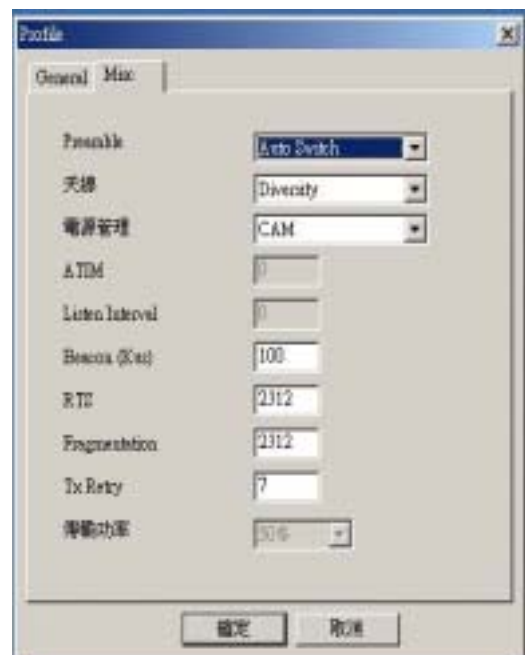 Profile
General Misc
Preamble Auto Switch
天線 Diversity
電源管理 CAM
ATIM 0
Listen Interval 0
Beacon (Kus) 100
RTS 2312
Fragmentation 2312
Tx Retry 7
傳輸功率 50%
確定 取消